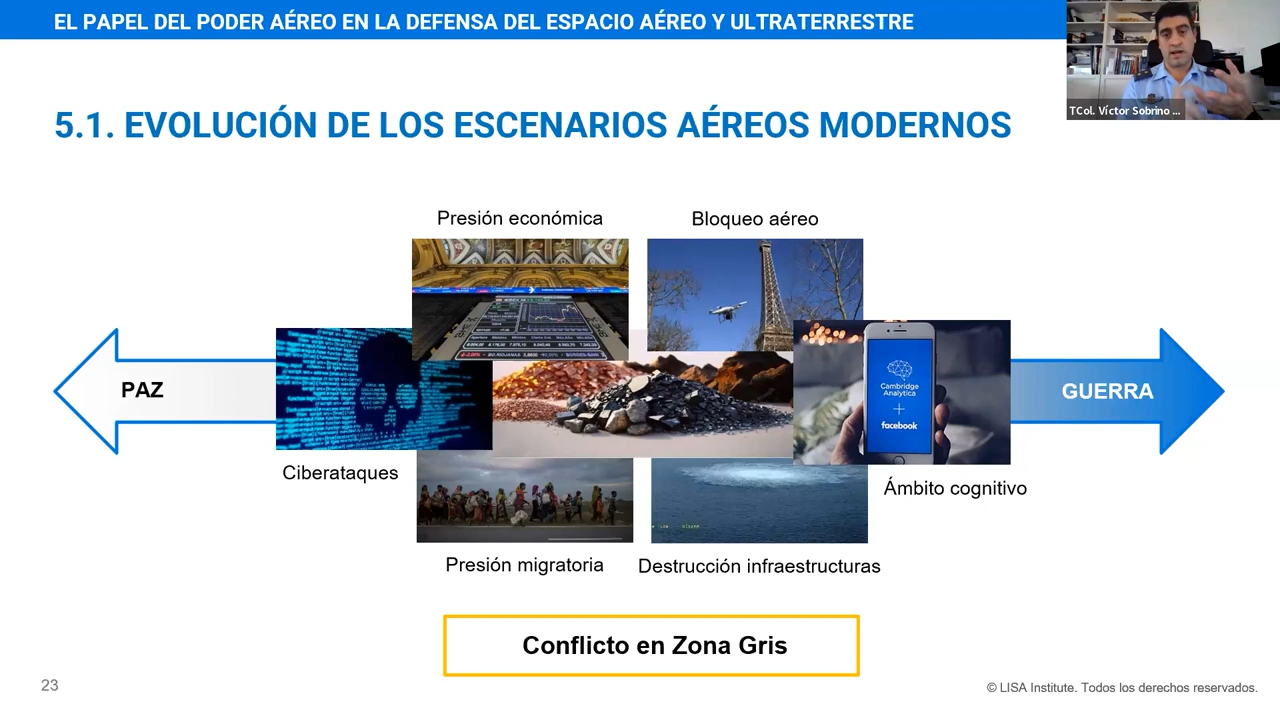 EL PAPEL DEL PODER AÉREO EN LA DEFENSA DEL ESPACIO AÉREO Y ULTRATERRESTRE
TCol. Víctor Sobrino ...
5.1. EVOLUCIÓN DE LOS ESCENARIOS AÉREOS MODERNOS
Presión económica
Bloqueo aéreo
PAZ
GUERRA
Cambridge
Analytica
+
facebook
Ciberataques
Ámbito cognitivo
Presión migratoria
Destrucción infraestructuras
Conflicto en Zona Gris
23
© LISA Institute. Todos los derechos reservados.